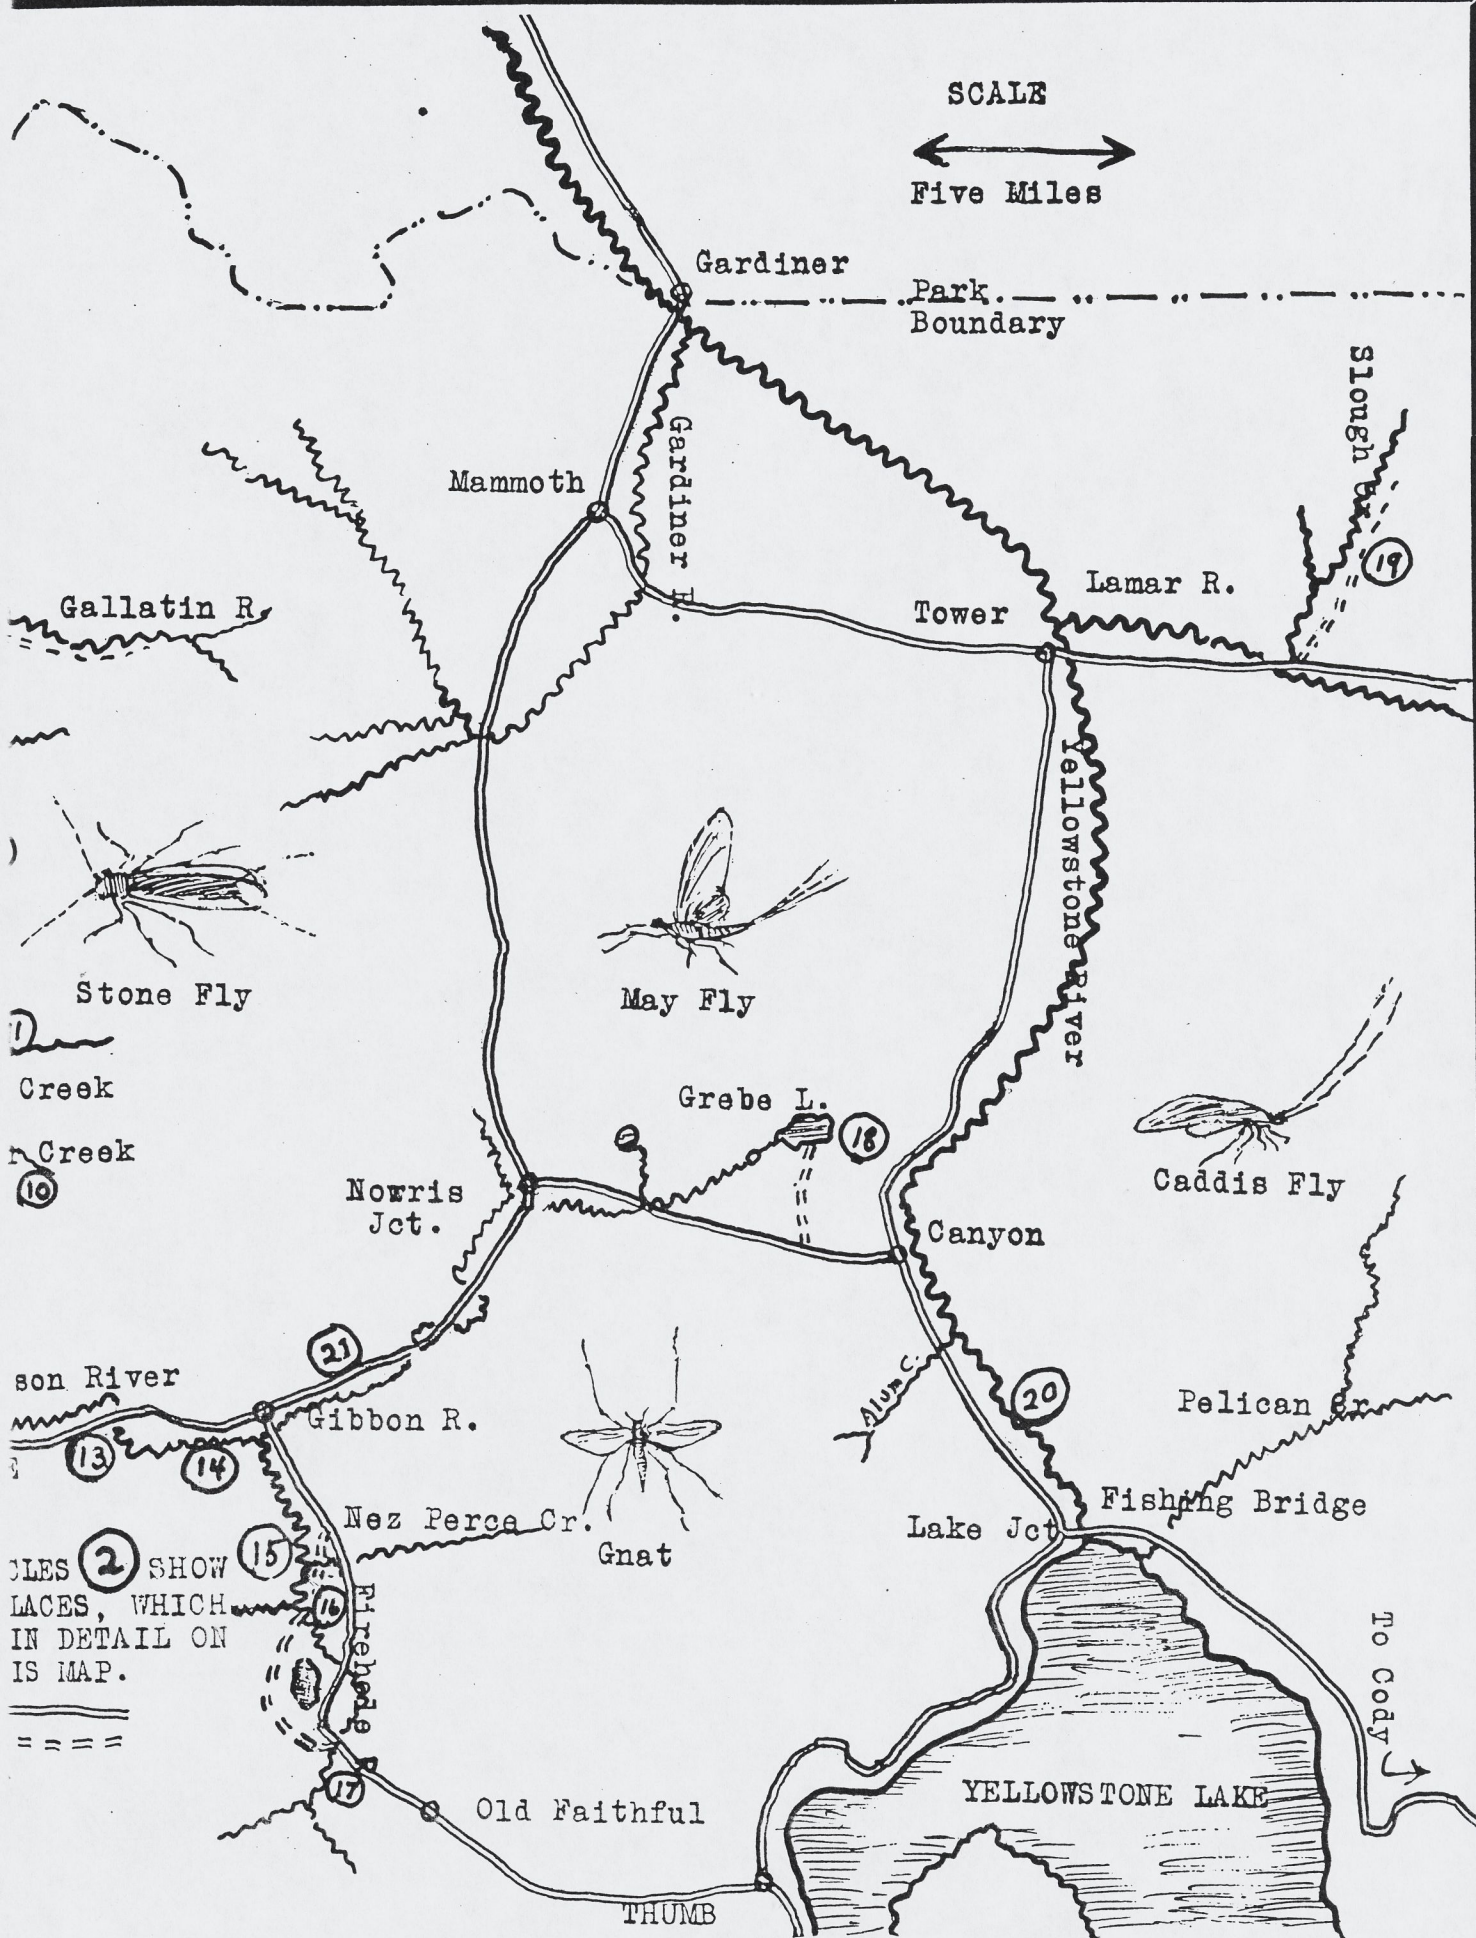 SCALE
Five Miles
Gardiner
Park
Boundary
Slough Cr.
Gardiner R.
Mammoth
19
Lamar R.
Gallatin R.
Tower
Yellowstone River
Stone Fly
May Fly
1
Creek
Creek
10
Grebe L.
18
Caddis Fly
Norris
Jct.
Canyon
21
son River
Gibbon R.
Alum C.
20
Pelican Cr.
13
14
Nez Perce Cr.
Gnat
Lake Jct
Fishing Bridge
15
CLES 2 SHOW
LACES, WHICH
IN DETAIL ON
IS MAP.
16
Firehole
To Cody
17
Old Faithful
YELLOWSTONE LAKE
THUMB